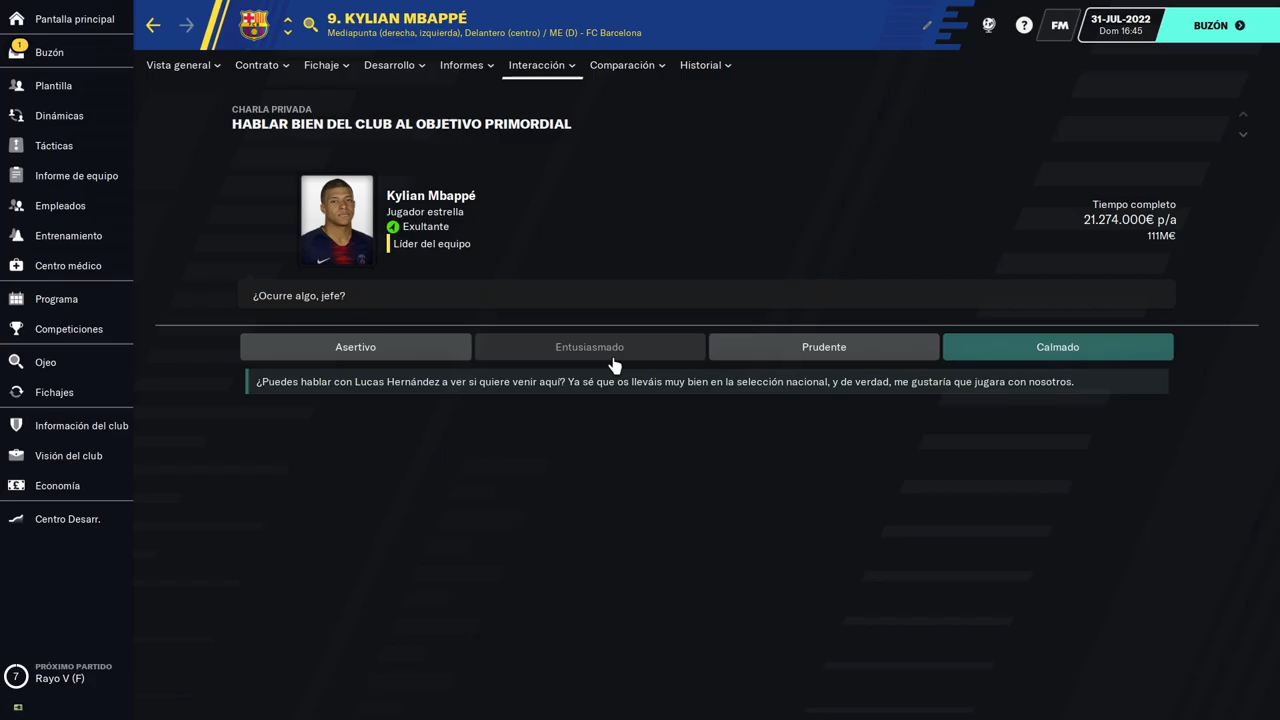 Pantalla principal
1
Buzón
Plantilla
Dinámicas
Tácticas
Informe de equipo
Empleados
Entrenamiento
Centro médico
Programa
Competiciones
Ojeo
Fichajes
Información del club
Visión del club
Economía
Centro Desarr.
7
PRÓXIMO PARTIDO
Rayo V (F)
9. KYLIAN MBAPPÉ
Mediapunta (derecha, izquierda), Delantero (centro) / ME (D) - FC Barcelona
?
FM
31-JUL-2022
Dom 16:45
BUZÓN
Vista general
Contrato
Fichaje
Desarrollo
Informes
Interacción
Comparación
Historial
CHARLA PRIVADA
HABLAR BIEN DEL CLUB AL OBJETIVO PRIMORDIAL
Kylian Mbappé
Jugador estrella
Exultante
Líder del equipo
Tiempo completo
21.274.000€ p/a
111M€
¿Ocurre algo, jefe?
Asertivo
Entusiasmado
Prudente
Calmado
¿Puedes hablar con Lucas Hernández a ver si quiere venir aquí? Ya sé que os lleváis muy bien en la selección nacional, y de verdad, me gustaría que jugara con nosotros.